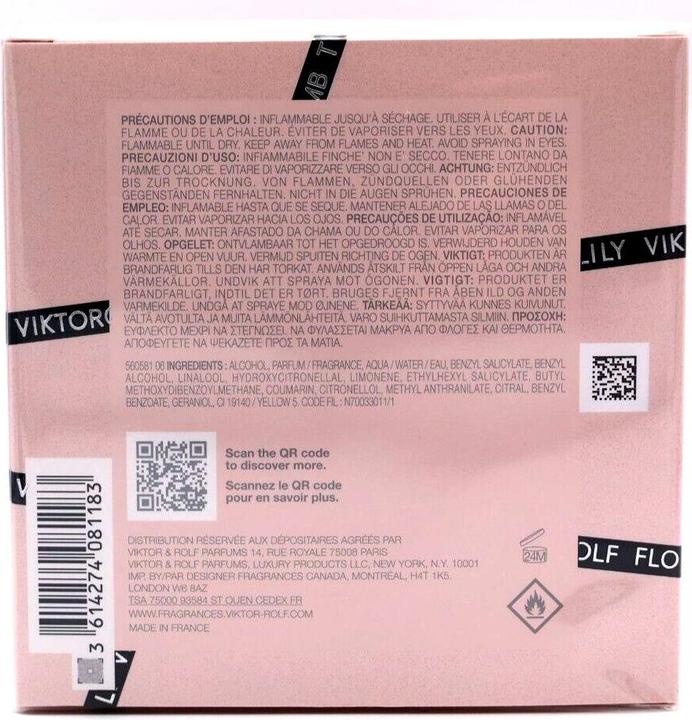 MB T
PRÉCAUTIONS D'EMPLOI : INFLAMMABLE JUSQU'À SÉCHAGE. UTILISER À L'ÉCART DE LA
FLAMME OU DE LA CHALEUR. ÉVITER DE VAPORISER VERS LES YEUX. CAUTION:
FLAMMABLE UNTIL DRY. KEEP AWAY FROM FLAMES AND HEAT. AVOID SPRAYING IN EYES.
PRECAUZIONI D'USO: INFIAMMABILE FINCHE' NON E' SECCO. TENERE LONTANO DA
FIAMME O CALORE. EVITARE DI VAPORIZZARE VERSO GLI OCCHI. ACHTUNG: ENTZÜNDLICH
BIS ZUR TROCKNUNG. VON FLAMMEN, ZUNDQUELLEN ODER GLÜHENDEN
GEGENSTÄNDEN FERNHALTEN. NICHT IN DIE AUGEN SPRÜHEN. PRECAUCIONES DE
EMPLEO: INFLAMABLE HASTA QUE SE SEQUE. MANTENER ALEJADO DE LAS LLAMAS O DEL
CALOR. EVITAR VAPORIZAR HACIA LOS OJOS. PRECAUÇÕES DE UTILIZAÇÃO: INFLAMÁVEL
ATÉ SECAR. MANTER AFASTADO DA CHAMA OU DO CALOR. EVITAR VAPORIZAR PARA OS
OLHOS. OPGELET: ONTVLAMBAAR TOT HET OPGEDROOGD IS. VERWIJDERD HOUDEN VAN
WARMTE EN OPEN VUUR. VERMIJD SPUITEN RICHTING DE OGEN. VIKTIGT: PRODUKTEN ÄR
BRANDFARLIG TILLS DEN HAR TORKAT. ANVÄNDS ÅTSKILT FRÅN ÖPPEN LÅGA OCH ANDRA
VÄRMEKÄLLOR. UNDVIK ATT SPRAYA MOT ÖGONEN. VIGTIGT: PRODUKTET ER
BRANDFARLIGT, INDTIL DET ER TØRT. BRUGES FJERNT FRA ÅBEN ILD OG ANDEN
VARMEKILDE. UNDGÅ AT SPRAYE MOD ØJNENE. TÄRKEÄÄ: SYTTYVÄÄ KUNNES KUIVUNUT.
VÄLTÄ AVOTULTA JA MUITA LÄMMÖNLÄHTEITÄ. VARO SUIHKUTTAMASTA SILMIIN. ΠΡΟΣΟΧΗ:
ΕΥΦΛΕΚΤΟ ΜΕΧΡΙ ΝΑ ΣΤΕΓΝΩΣΕΙ. ΝΑ ΦΥΛΑΣΣΕΤΑΙ ΜΑΚΡΥΑ ΑΠΟ ΦΛΟΓΕΣ ΚΑΙ ΘΕΡΜΟΤΗΤΑ.
ΑΠΟΦΕΥΓΕΤΕ ΝΑ ΨΕΚΑΖΕΤΕ ΠΡΟΣ ΤΑ ΜΑΤΙΑ.
LILY VIK
VIKTOR
560581 06 INGREDIENTS : ALCOHOL, PARFUM / FRAGRANCE, AQUA / WATER / EAU, BENZYL SALICYLATE, BENZYL
ALCOHOL, LINALOOL, HYDROXYCITRONELLAL, LIMONENE, ETHYLHEXYL SALICYLATE, BUTYL
METHOXYDIBENZOYLMETHANE, COUMARIN, CITRONELLOL, METHYL ANTHRANILATE, CITRAL, BENZYL
BENZOATE, GERANIOL, CI 19140 / YELLOW 5. CODE FIL : N70033011/1
Scan the QR code
to discover more.
Scannez le QR code
pour en savoir plus.
V
3 614274 081183
DISTRIBUTION RÉSERVÉE AUX DÉPOSITAIRES AGRÉÉS PAR
VIKTOR & ROLF PARFUMS 14, RUE ROYALE 75008 PARIS
VIKTOR & ROLF PARFUMS, LUXURY PRODUCTS LLC, NEW YORK, N.Y. 10001
IMP. BY/PAR DESIGNER FRAGRANCES CANADA, MONTRÉAL, H4T 1K5.
LONDON W6 8AZ
TSA 75000 93584 ST OUEN CEDEX FR
WWW.FRAGRANCES.VIKTOR-ROLF.COM
MADE IN FRANCE
24M
OLF FLO